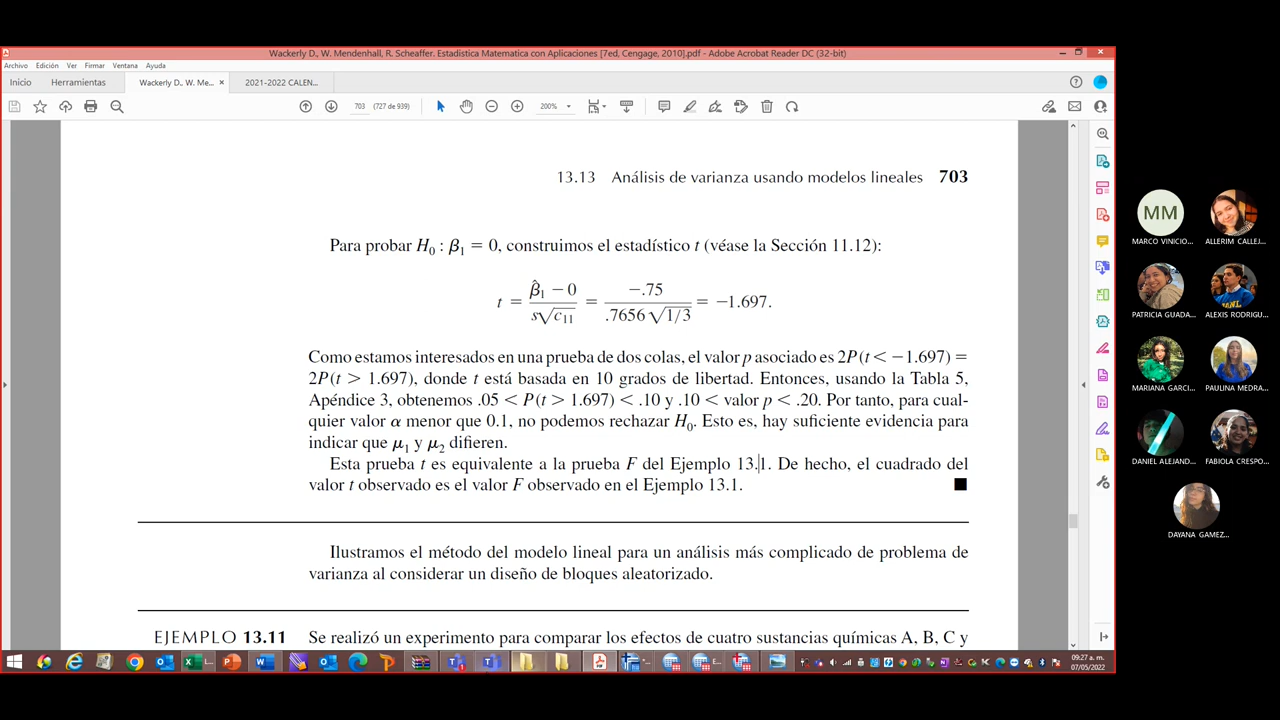 Wackerly D., W. Mendenhall, R. Scheaffer. Estadística Matematica con Aplicaciones [7ed, Cengage, 2010].pdf - Adobe Acrobat Reader DC (32-bit)
Archivo Edición Ver Firmar Ventana Ayuda
Inicio Herramientas Wackerly D., W. Me... × 2021-2022 CALEN...
703 (727 de 939) 200%
13.13 Análisis de varianza usando modelos lineales 703
Para probar H₀ : β₁ = 0, construimos el estadístico t (véase la Sección 11.12):
t = (β̂₁ − 0)/(s√c₁₁) = −.75/(.7656√1/3) = −1.697.
Como estamos interesados en una prueba de dos colas, el valor p asociado es 2P(t < −1.697) =
2P(t > 1.697), donde t está basada en 10 grados de libertad. Entonces, usando la Tabla 5,
Apéndice 3, obtenemos .05 < P(t > 1.697) < .10 y .10 < valor p < .20. Por tanto, para cual-
quier valor α menor que 0.1, no podemos rechazar H₀. Esto es, hay suficiente evidencia para
indicar que μ₁ y μ₂ difieren.
Esta prueba t es equivalente a la prueba F del Ejemplo 13.1. De hecho, el cuadrado del
valor t observado es el valor F observado en el Ejemplo 13.1.
Ilustramos el método del modelo lineal para un análisis más complicado de problema de
varianza al considerar un diseño de bloques aleatorizado.
EJEMPLO 13.11 Se realizó un experimento para comparar los efectos de cuatro sustancias químicas A, B, C y
09:27 a. m.
07/05/2022
MM
MARCO VINICIO...
ALLERIM CALLEJ...
PATRICIA GUADA...
ALEXIS RODRIGU...
MARIANA GARCI...
PAULINA MEDRA...
DANIEL ALEJAND...
FABIOLA CRESPO...
DAYANA GAMEZ...